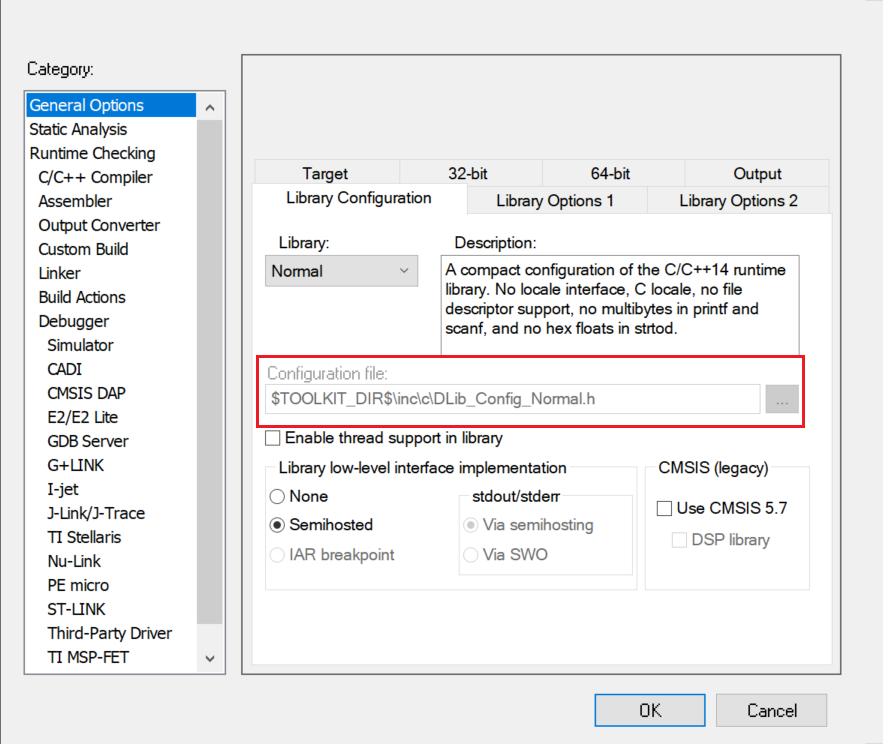 Category:
General Options
Static Analysis
Runtime Checking
C/C++ Compiler
Assembler
Output Converter
Custom Build
Linker
Build Actions
Debugger
Simulator
CADI
CMSIS DAP
E2/E2 Lite
GDB Server
G+LINK
I-jet
J-Link/J-Trace
TI Stellaris
Nu-Link
PE micro
ST-LINK
Third-Party Driver
TI MSP-FET
Target 32-bit 64-bit Output
Library Configuration Library Options 1 Library Options 2
Library:
Normal
Description:
A compact configuration of the C/C++14 runtime
library. No locale interface, C locale, no file
descriptor support, no multibytes in printf and
scanf, and no hex floats in strtod.
Configuration file:
$TOOLKIT_DIR$\inc\c\DLib_Config_Normal.h ...
Enable thread support in library
Library low-level interface implementation
None
Semihosted
IAR breakpoint
stdout/stderr
Via semihosting
Via SWO
CMSIS (legacy)
Use CMSIS 5.7
DSP library
OK Cancel